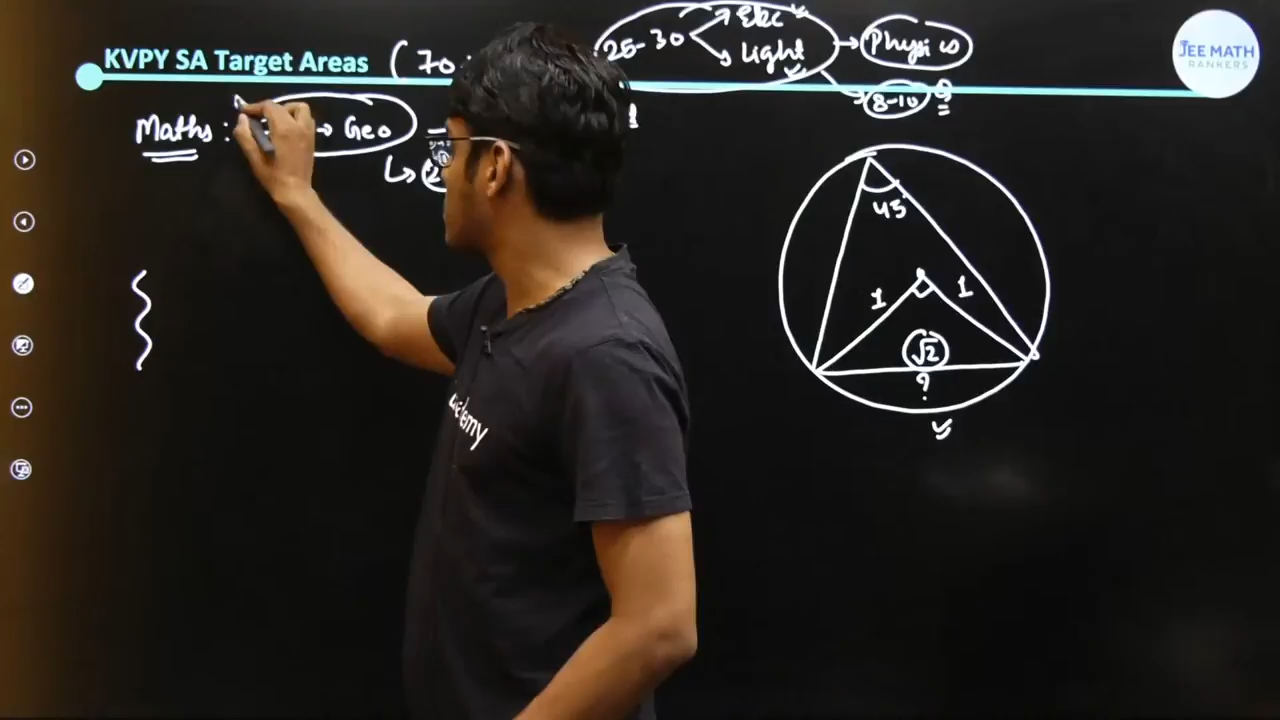 KVPY SA Target Areas
(70
25-30
Elec
Light
Physics
8-10 Q
JEE MATH
RANKERS
Maths :
→ Geo
45°
1
1
√2
?
demy